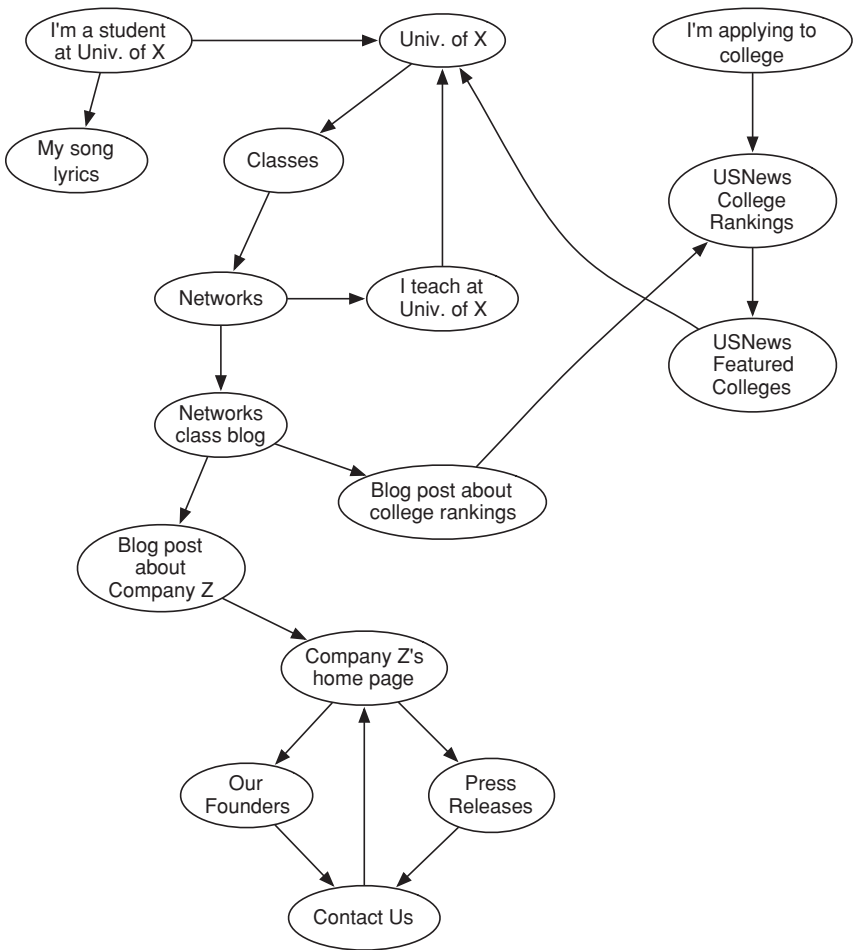 I'm a student
at Univ. of X
Univ. of X
I'm applying to
college
My song
lyrics
Classes
USNews
College
Rankings
Networks
I teach at
Univ. of X
USNews
Featured
Colleges
Networks
class blog
Blog post about
college rankings
Blog post
about
Company Z
Company Z's
home page
Our
Founders
Press
Releases
Contact Us